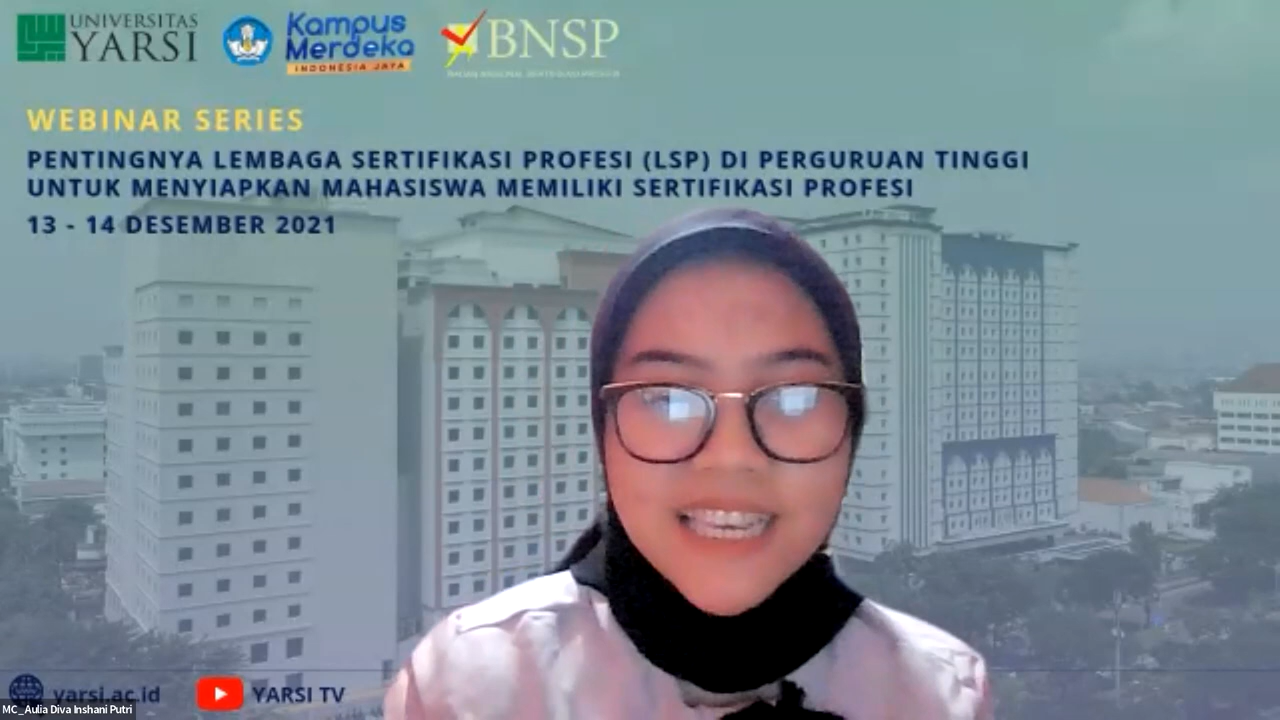 UNIVERSITAS
YARSI
Kampus
Merdeka
INDONESIA JAYA
BNSP
WEBINAR SERIES
PENTINGNYA LEMBAGA SERTIFIKASI PROFESI (LSP) DI PERGURUAN TINGGI
UNTUK MENYIAPKAN MAHASISWA MEMILIKI SERTIFIKASI PROFESI
13 - 14 DESEMBER 2021
yarsi.ac.id
YARSI TV
MC_Aulia Diva Inshani Putri